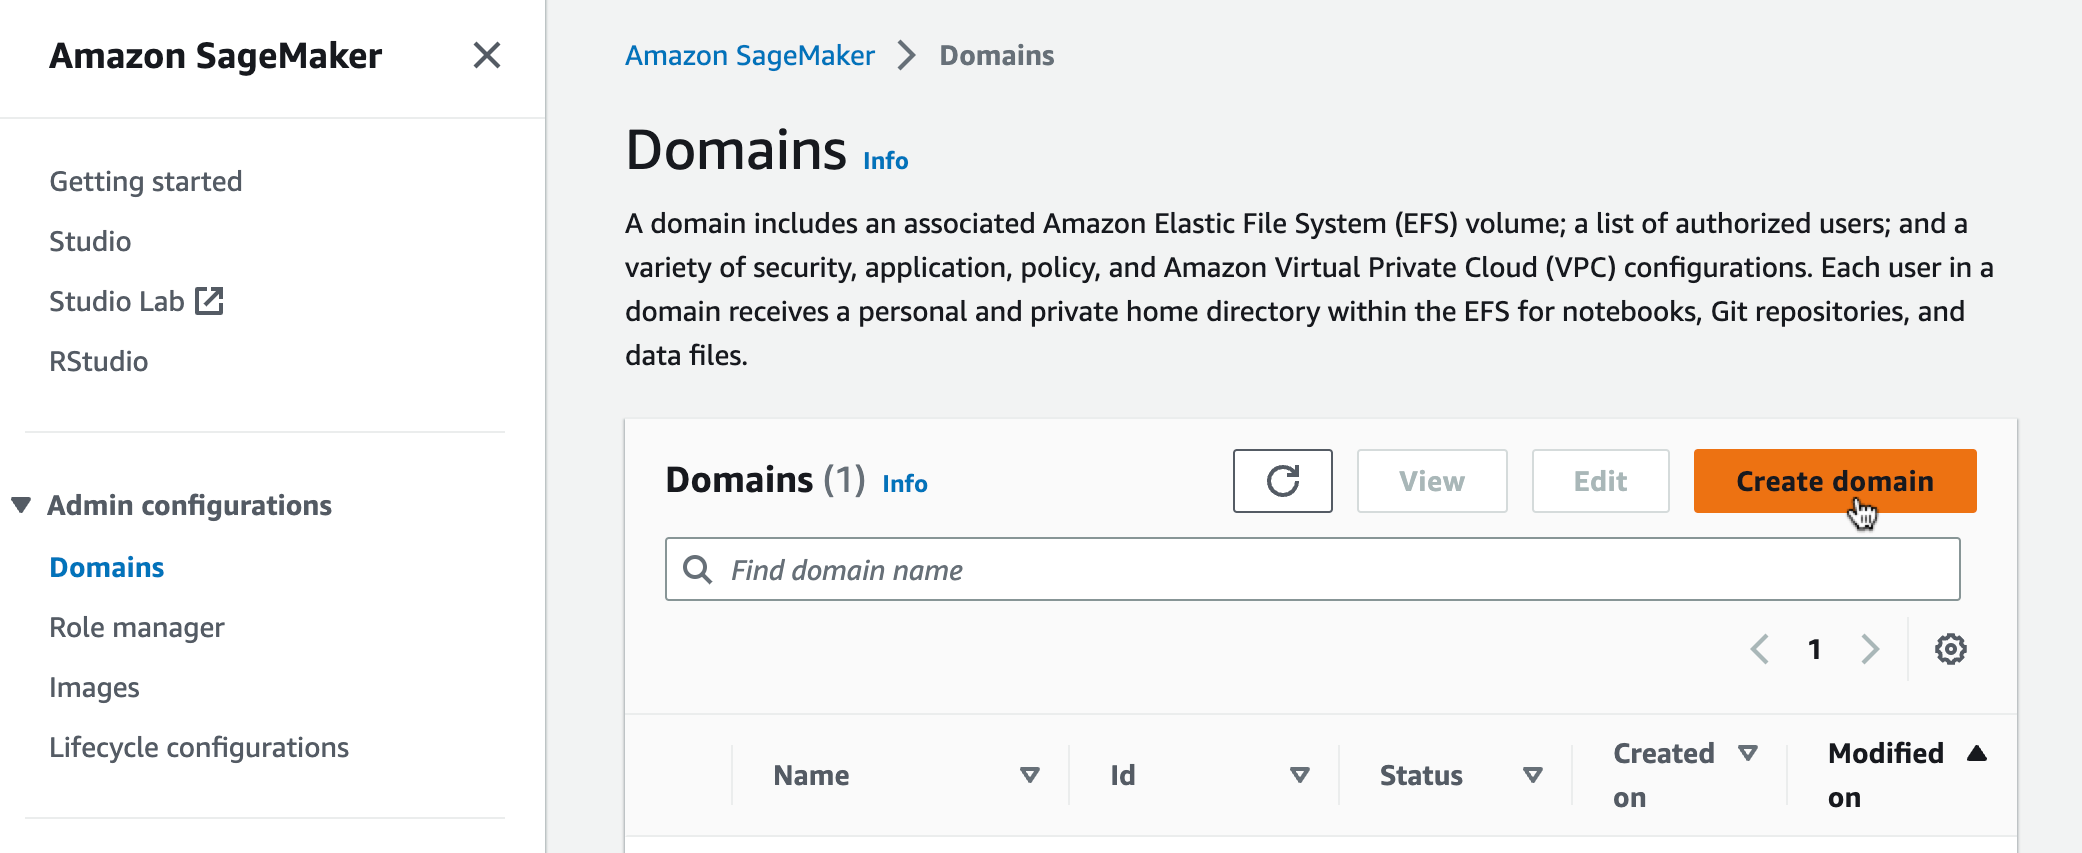 Amazon SageMaker
Getting started
Studio
Studio Lab
RStudio
Admin configurations
Domains
Role manager
Images
Lifecycle configurations
Amazon SageMaker > Domains
Domains Info
A domain includes an associated Amazon Elastic File System (EFS) volume; a list of authorized users; and a
variety of security, application, policy, and Amazon Virtual Private Cloud (VPC) configurations. Each user in a
domain receives a personal and private home directory within the EFS for notebooks, Git repositories, and
data files.
Domains (1) Info
View
Edit
Create domain
Find domain name
1
Name
Id
Status
Created
on
Modified
on